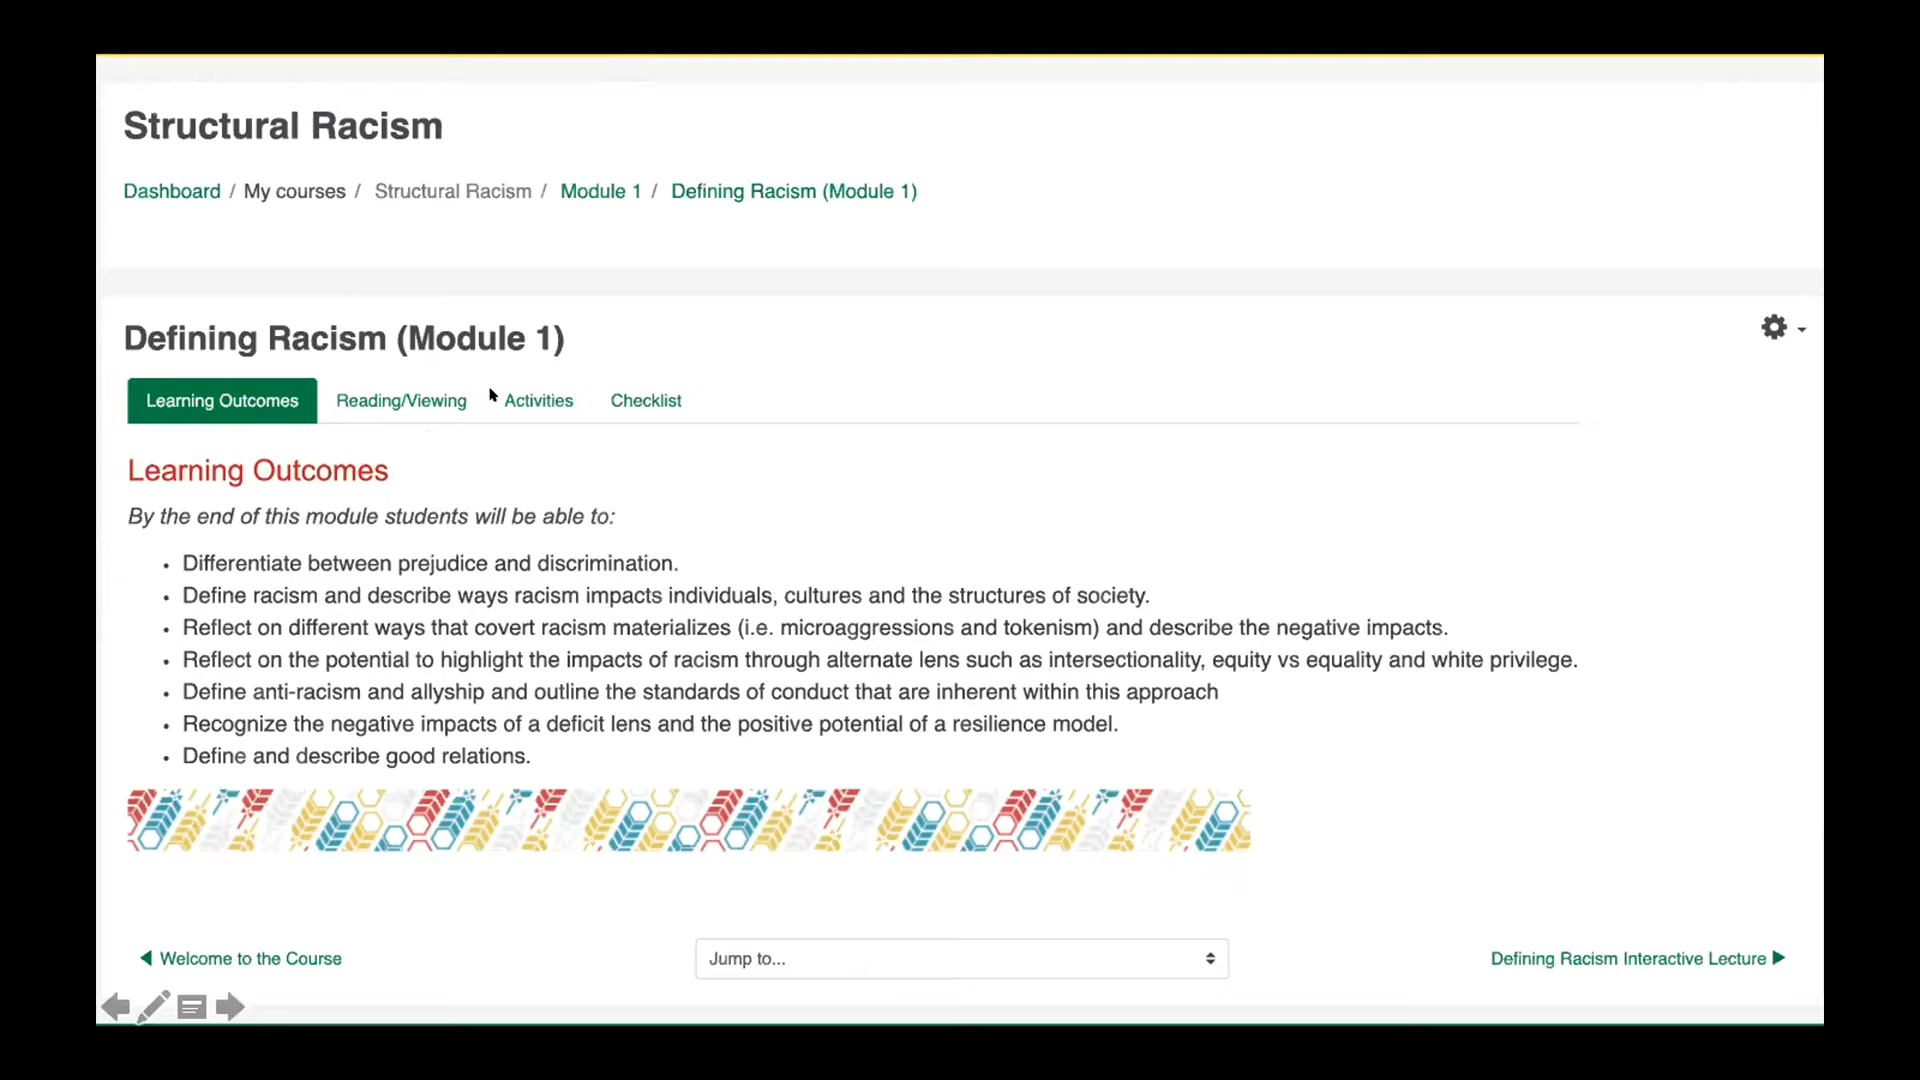 Structural Racism
Dashboard / My courses / Structural Racism / Module 1 / Defining Racism (Module 1)
Defining Racism (Module 1)
Learning Outcomes Reading/Viewing Activities Checklist
Learning Outcomes
By the end of this module students will be able to:
• Differentiate between prejudice and discrimination.
• Define racism and describe ways racism impacts individuals, cultures and the structures of society.
• Reflect on different ways that covert racism materializes (i.e. microaggressions and tokenism) and describe the negative impacts.
• Reflect on the potential to highlight the impacts of racism through alternate lens such as intersectionality, equity vs equality and white privilege.
• Define anti-racism and allyship and outline the standards of conduct that are inherent within this approach
• Recognize the negative impacts of a deficit lens and the positive potential of a resilience model.
• Define and describe good relations.
◀ Welcome to the Course
Jump to...
Defining Racism Interactive Lecture ▶